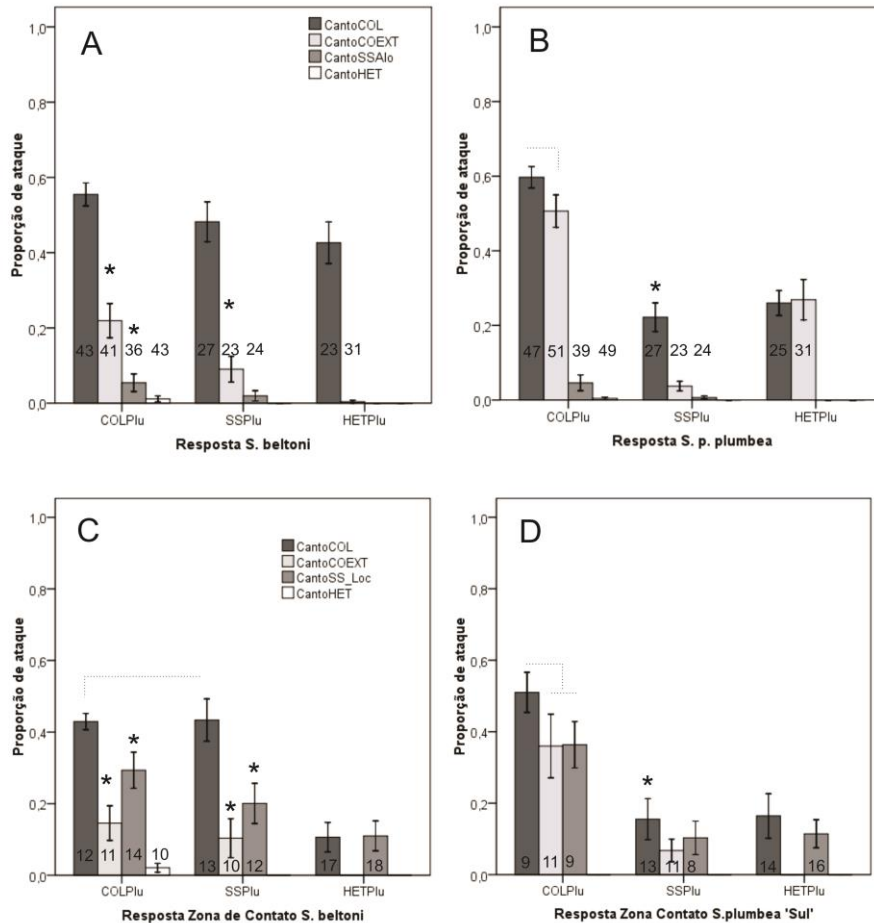 A
CantoCOL
CantoCOEXT
CantoSSAlo
CantoHET
Proporção de ataque
1,0
0,8
0,6
0,4
0,2
0,0
* * *
43 41 36 43 27 23 24 23 31
COLPlu SSPlu HETPlu
Resposta S. beltoni
B
Proporção de ataque
1,0
0,8
0,6
0,4
0,2
0,0
*
47 51 39 49 27 23 24 25 31
COLPlu SSPlu HETPlu
Resposta S. p. plumbea
C
CantoCOL
CantoCOEXT
CantoSS_Loc
CantoHET
Proporção de ataque
1,0
0,8
0,6
0,4
0,2
0,0
* * * *
12 11 14 10 13 10 12 17 18
COLPlu SSPlu HETPlu
Resposta Zona de Contato S. beltoni
D
Proporção de ataque
1,0
0,8
0,6
0,4
0,2
0,0
*
9 11 9 13 11 8 14 16
COLPlu SSPlu HETPlu
Resposta Zona Contato S.plumbea 'Sul'